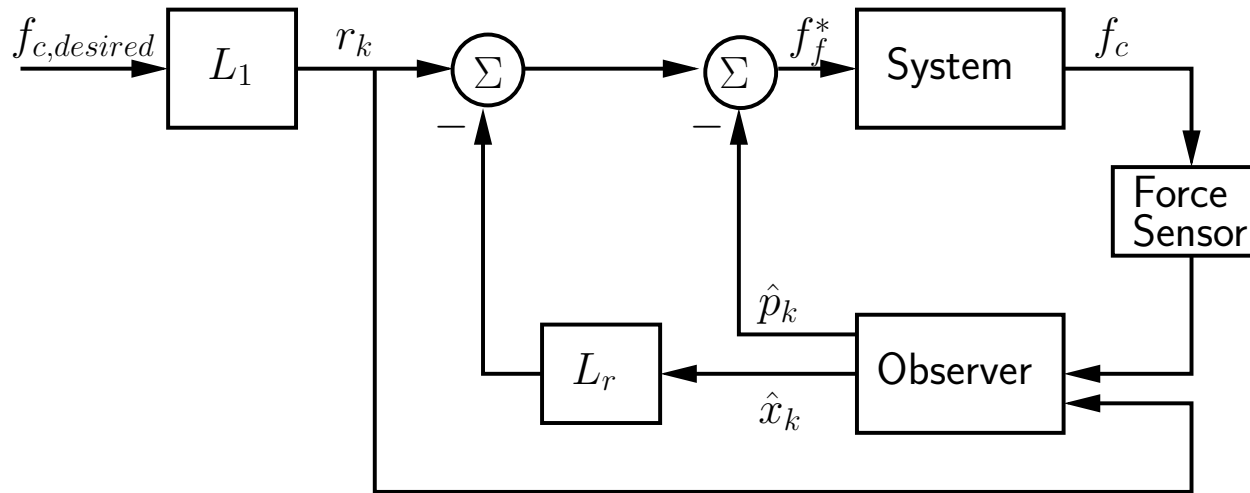 f_{c,desired}
L_1
r_k
Σ
−
Σ
−
f_f^*
System
f_c
Force
Sensor
p̂_k
L_r
x̂_k
Observer